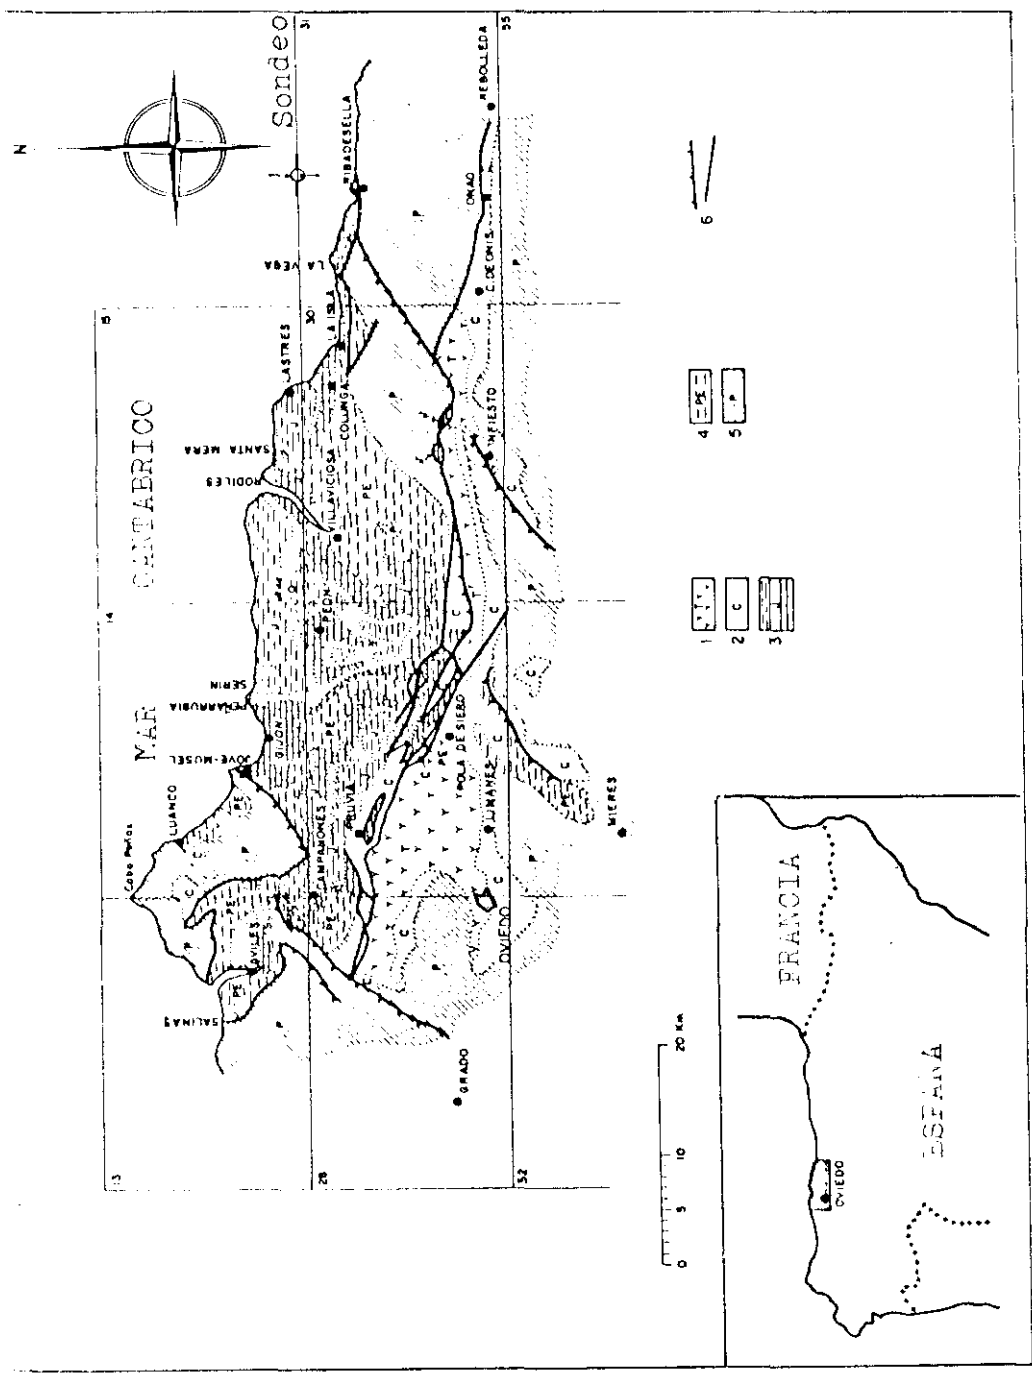 N
Sondeo
MAR CANTABRICO
13
14
15
28
30
31
52
55
Cabo Peñas
LUANCO
JOVE-MUSEL
PEÑARRUBIA
SERIN
RODILES
SANTA MERA
LASTRES
LA ISLA
LA VEGA
RIBADESELLA
SALINAS
AVILES
GIJON
CAMPAÑONES
PEON
VILLAVICIOSA
COLUNGA
GRADO
OVIEDO
POLA DE SIERO
INFIESTO
C. DE ONIS
REBOLLEDA
MIERES
P
PE
C
T
J
0 5 10 20 Km
1 T
2 C
3 J
4 PE
5 P
6
FRANCIA
ESPAÑA
OVIEDO